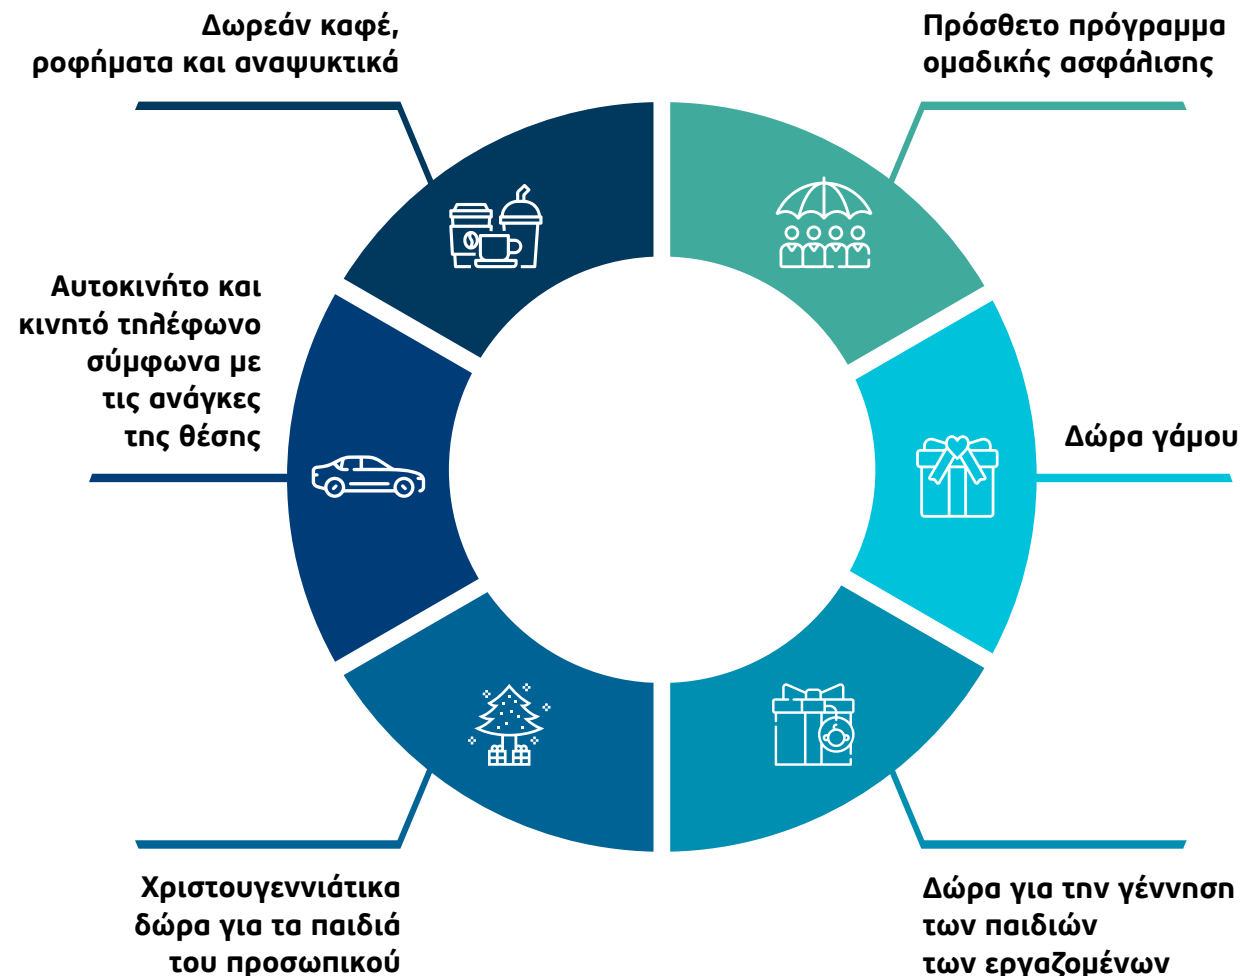 Δωρεάν καφέ,
ροφήματα και αναψυκτικά
Πρόσθετο πρόγραμμα
ομαδικής ασφάλισης
Αυτοκινήτο και
κινητό τηλέφωνο
σύμφωνα με
τις ανάγκες
της θέσης
Δώρα γάμου
Χριστουγεννιάτικα
δώρα για τα παιδιά
του προσωπικού
Δώρα για την γέννηση
των παιδιών
των εργαζομένων